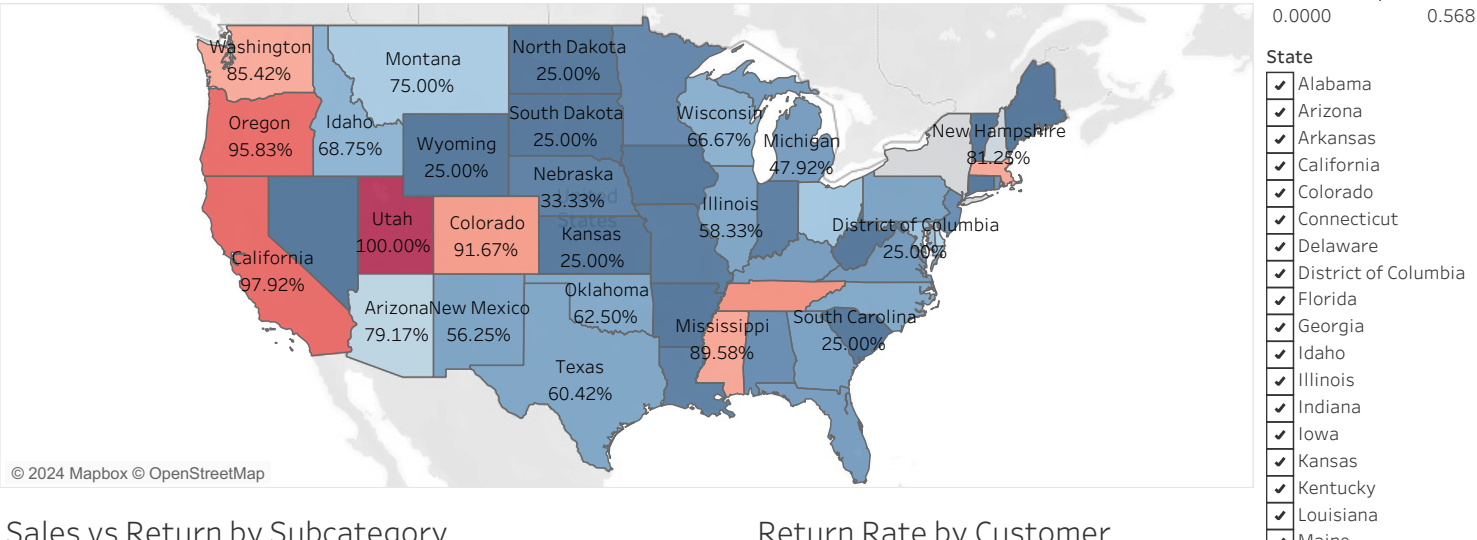 0.0000 0.568
State
Alabama
Arizona
Arkansas
California
Colorado
Connecticut
Delaware
District of Columbia
Florida
Georgia
Idaho
Illinois
Indiana
Iowa
Kansas
Kentucky
Louisiana
Maine
Washington
85.42%
Montana
75.00%
North Dakota
25.00%
Oregon
95.83%
Idaho
68.75%
Wyoming
25.00%
South Dakota
25.00%
Wisconsin
66.67%
Michigan
47.92%
New Hampshire
81.25%
Nebraska
33.33%
United
States
Utah
100.00%
Colorado
91.67%
Kansas
25.00%
Illinois
58.33%
District of Columbia
25.00%
California
97.92%
Arizona
79.17%
New Mexico
56.25%
Oklahoma
62.50%
Texas
60.42%
Mississippi
89.58%
South Carolina
25.00%
© 2024 Mapbox © OpenStreetMap
Sales vs Return by Subcategory
Return Rate by Customer